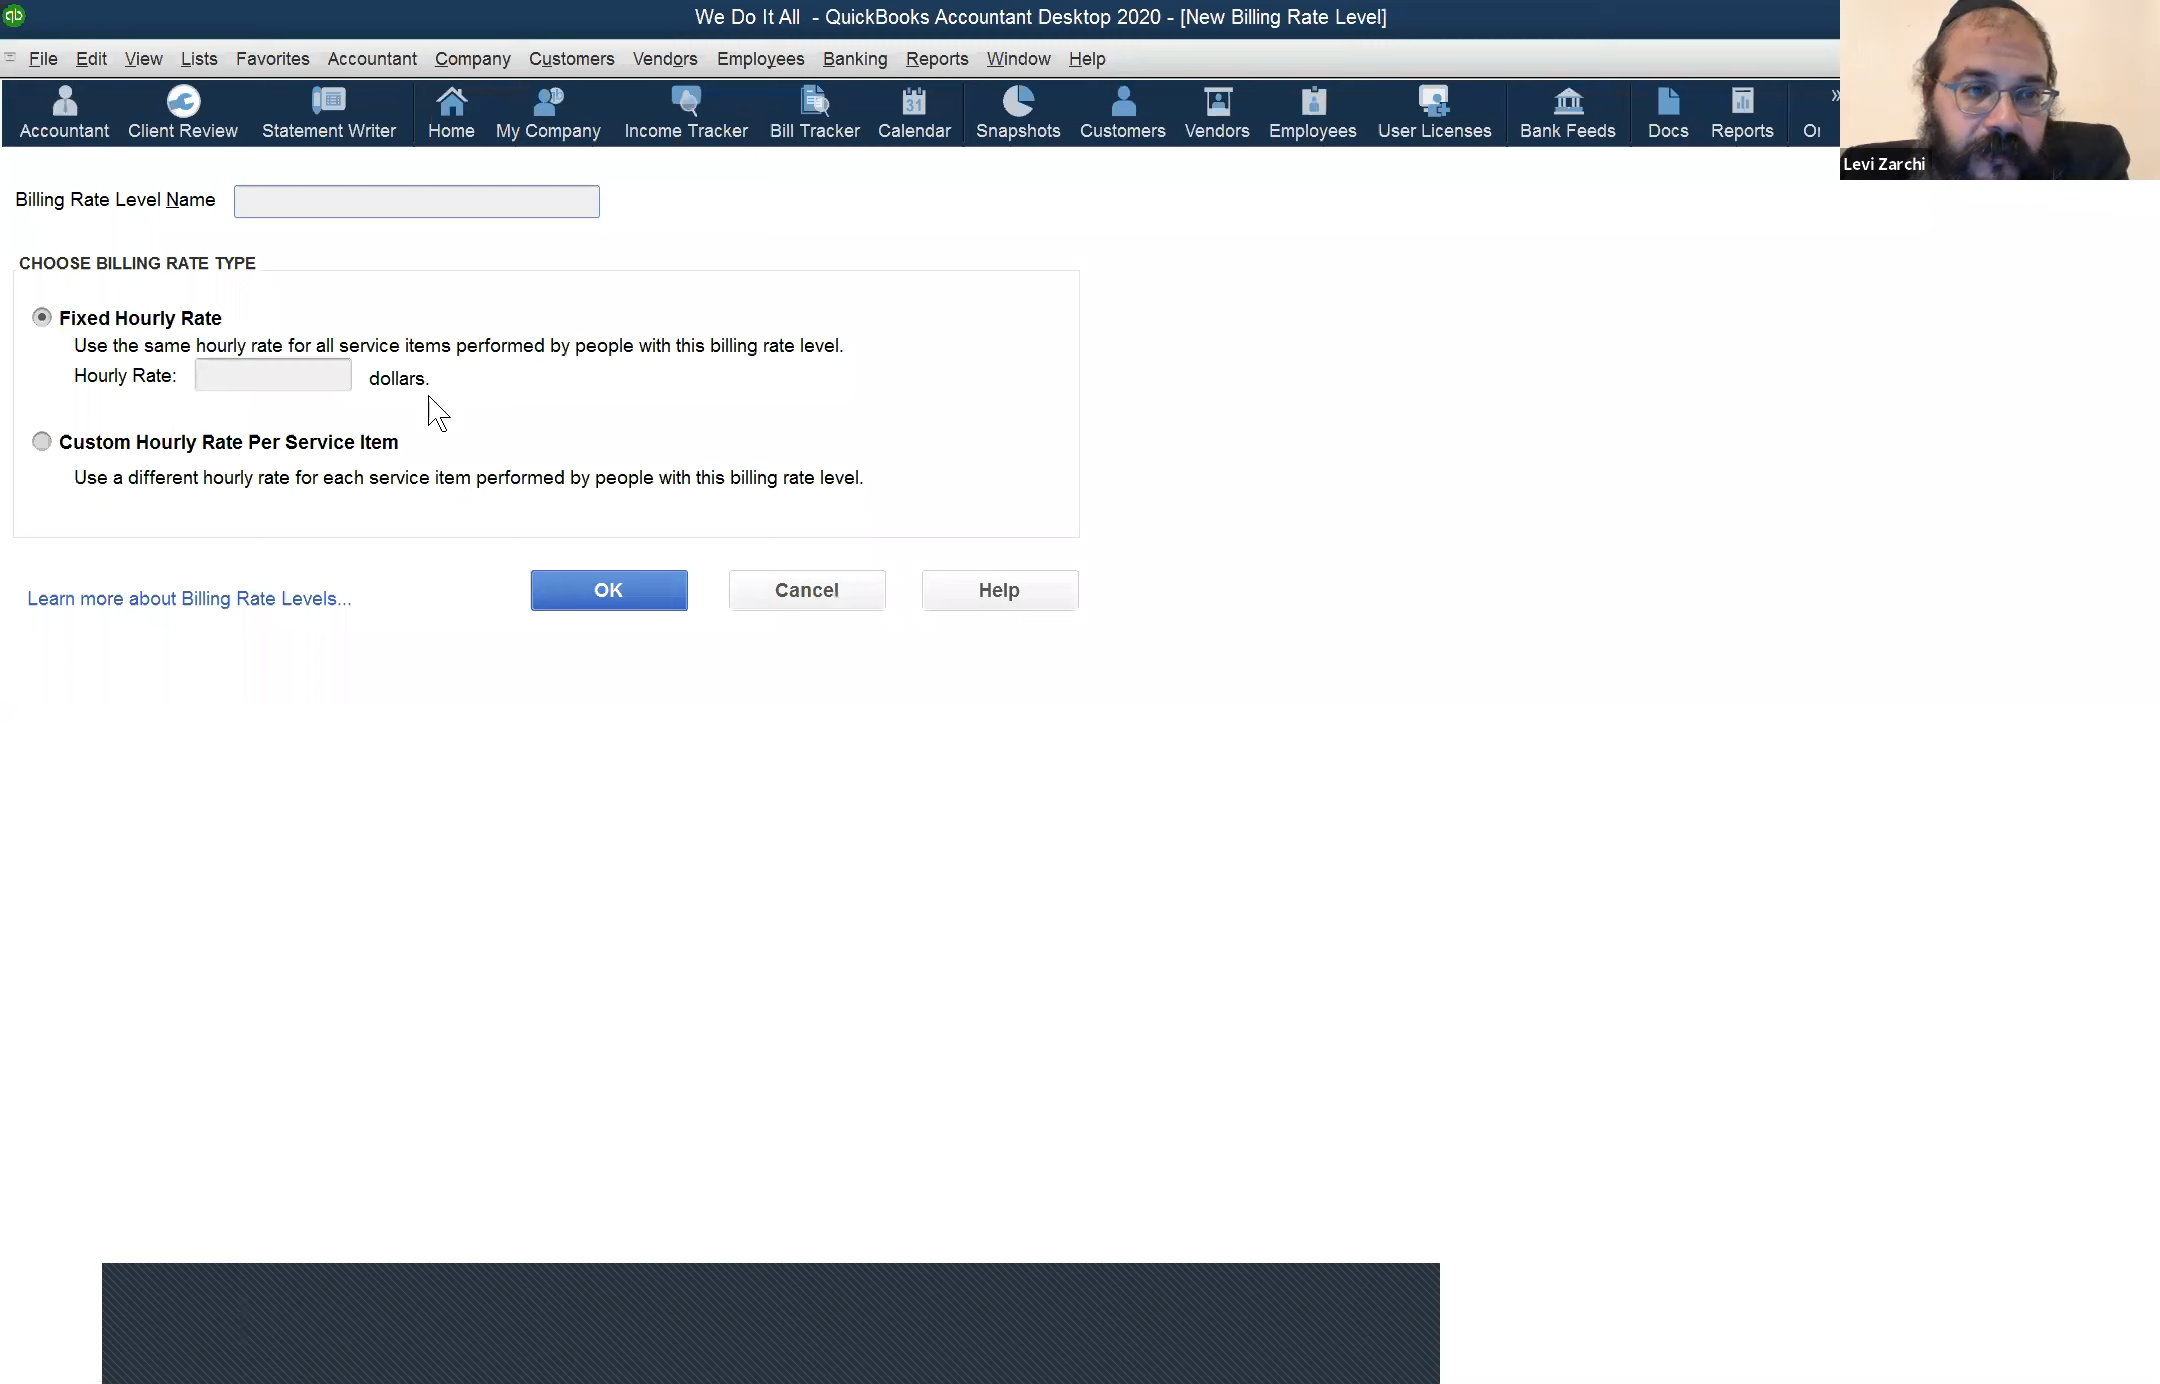 qb We Do It All - QuickBooks Accountant Desktop 2020 - [New Billing Rate Level]
File Edit View Lists Favorites Accountant Company Customers Vendors Employees Banking Reports Window Help
31 »
Accountant Client Review Statement Writer Home My Company Income Tracker Bill Tracker Calendar Snapshots Customers Vendors Employees User Licenses Bank Feeds Docs Reports
Levi Zarchi
Billing Rate Level Name
CHOOSE BILLING RATE TYPE
Fixed Hourly Rate
Use the same hourly rate for all service items performed by people with this billing rate level.
Hourly Rate: dollars.
Custom Hourly Rate Per Service Item
Use a different hourly rate for each service item performed by people with this billing rate level.
Learn more about Billing Rate Levels... OK Cancel Help